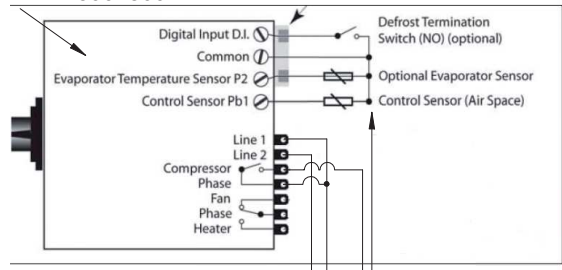 Digital Input D.I.
Common
Evaporator Temperature Sensor P2
Control Sensor Pb1
Line 1
Line 2
Compressor
Phase
Fan
Phase
Heater
Defrost Termination
Switch (NO) (optional)
Optional Evaporator Sensor
Control Sensor (Air Space)